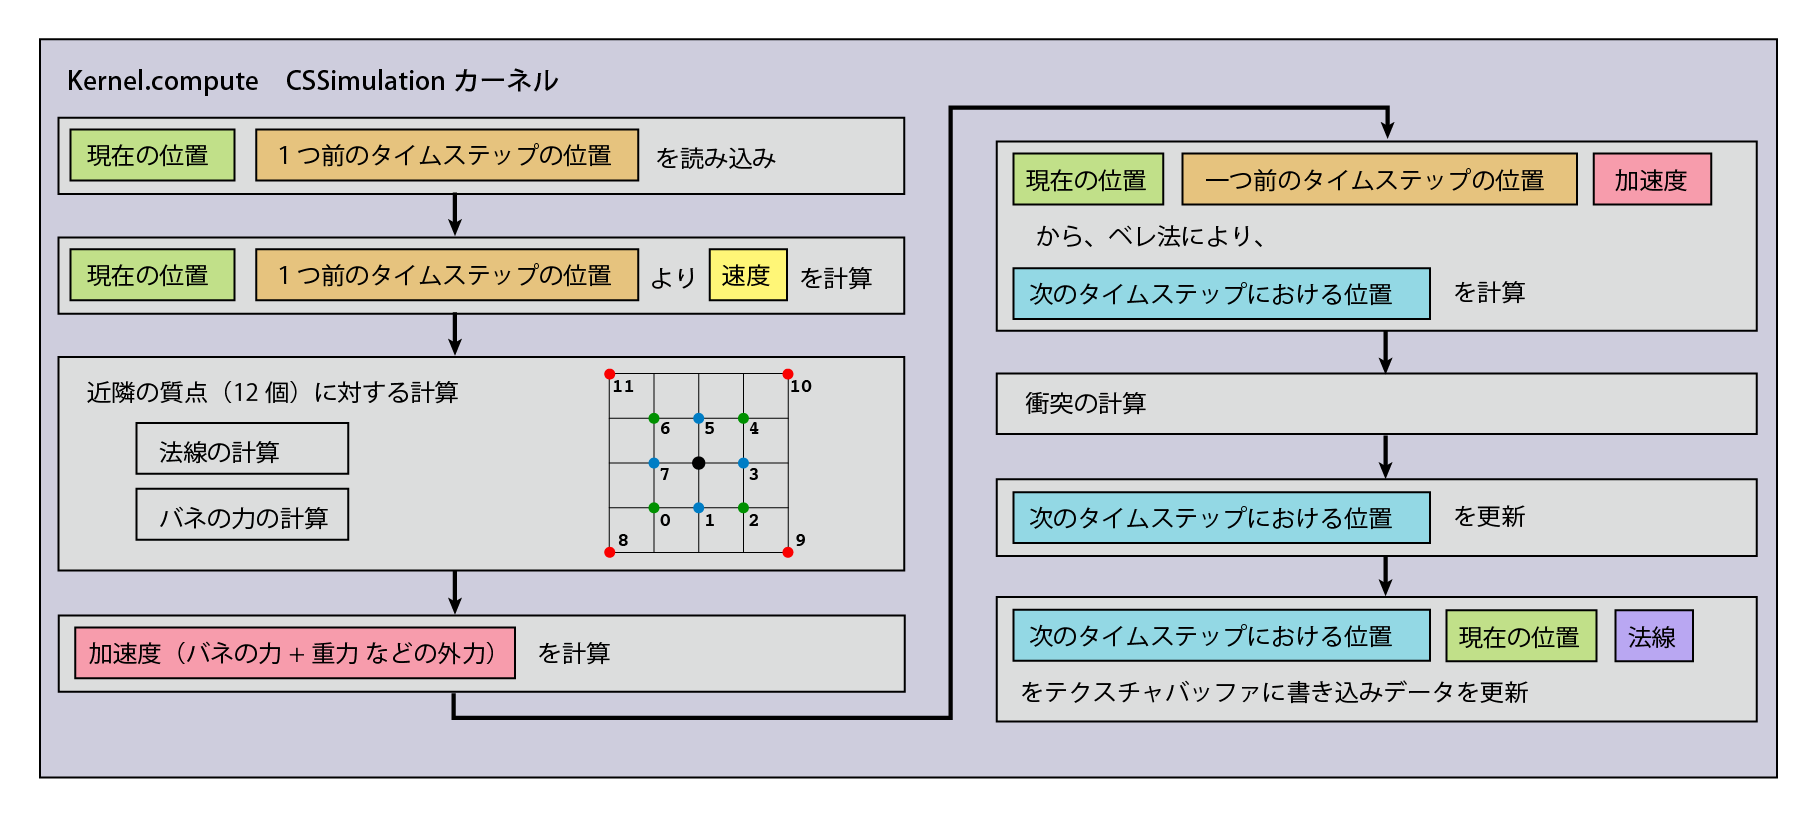 Kernel.compute CSSimulation カーネル
現在の位置 1 つ前のタイムステップの位置 を読み込み
現在の位置 1 つ前のタイムステップの位置 より 速度 を計算
近隣の質点（12 個）に対する計算
法線の計算
バネの力の計算
11 10
6 5 4
7 3
0 1 2
8 9
加速度（バネの力 + 重力 などの外力） を計算
現在の位置 一つ前のタイムステップの位置 加速度
から、ベレ法により、
次のタイムステップにおける位置 を計算
衝突の計算
次のタイムステップにおける位置 を更新
次のタイムステップにおける位置 現在の位置 法線
をテクスチャバッファに書き込みデータを更新